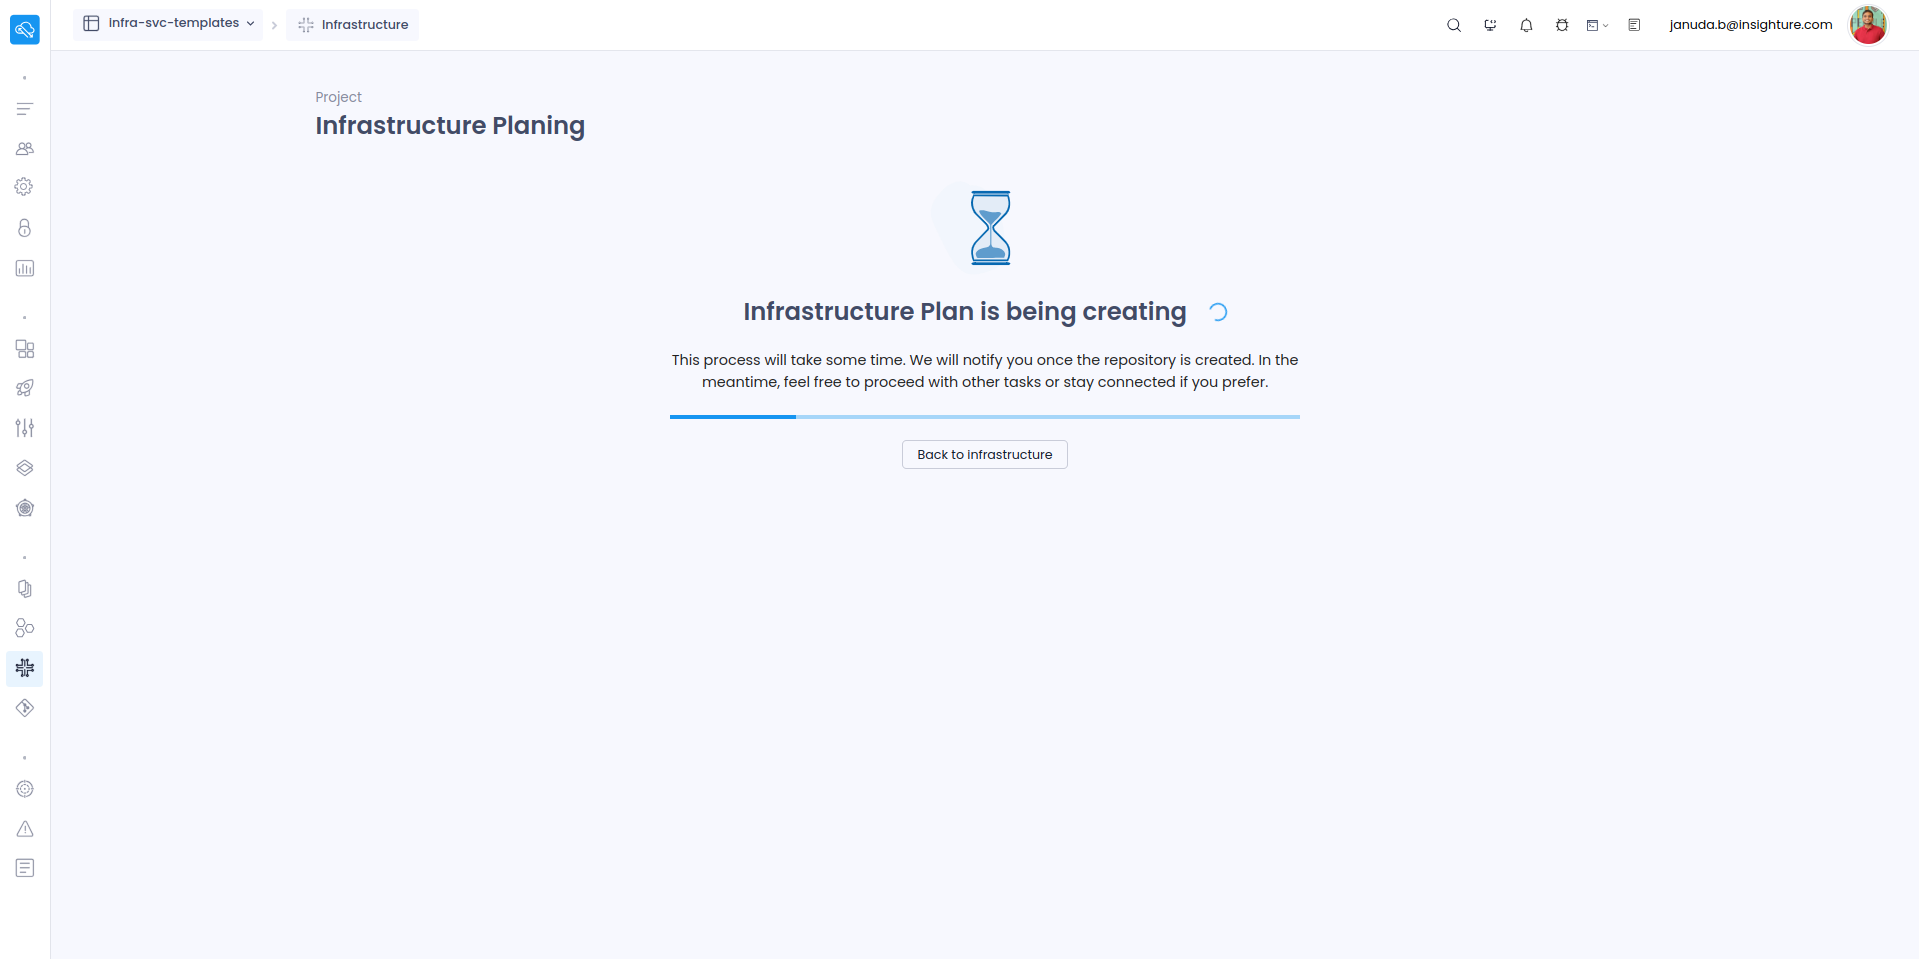 infra-svc-templates
Infrastructure
januda.b@insighture.com
Project
Infrastructure Planing
Infrastructure Plan is being creating
This process will take some time. We will notify you once the repository is created. In the
meantime, feel free to proceed with other tasks or stay connected if you prefer.
Back to infrastructure